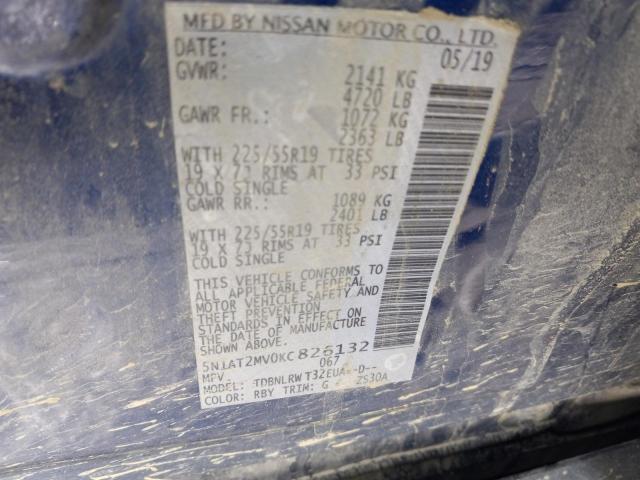 MFD BY NISSAN MOTOR CO., LTD.
DATE: 05/19
GVWR: 2141 KG
4720 LB
GAWR FR.: 1072 KG
2363 LB
WITH 225/55R19 TIRES
19 X 7J RIMS AT 33 PSI
COLD SINGLE
GAWR RR.: 1089 KG
2401 LB
WITH 225/55R19 TIRES
19 X 7J RIMS AT 33 PSI
COLD SINGLE
THIS VEHICLE CONFORMS TO
ALL APPLICABLE FEDERAL
MOTOR VEHICLE SAFETY AND
THEFT PREVENTION
STANDARDS IN EFFECT ON
THE DATE OF MANUFACTURE
SHOWN ABOVE.
5N1AT2MV0KC826132
MPV 067
MODEL:
COLOR: RBY TRIM: G